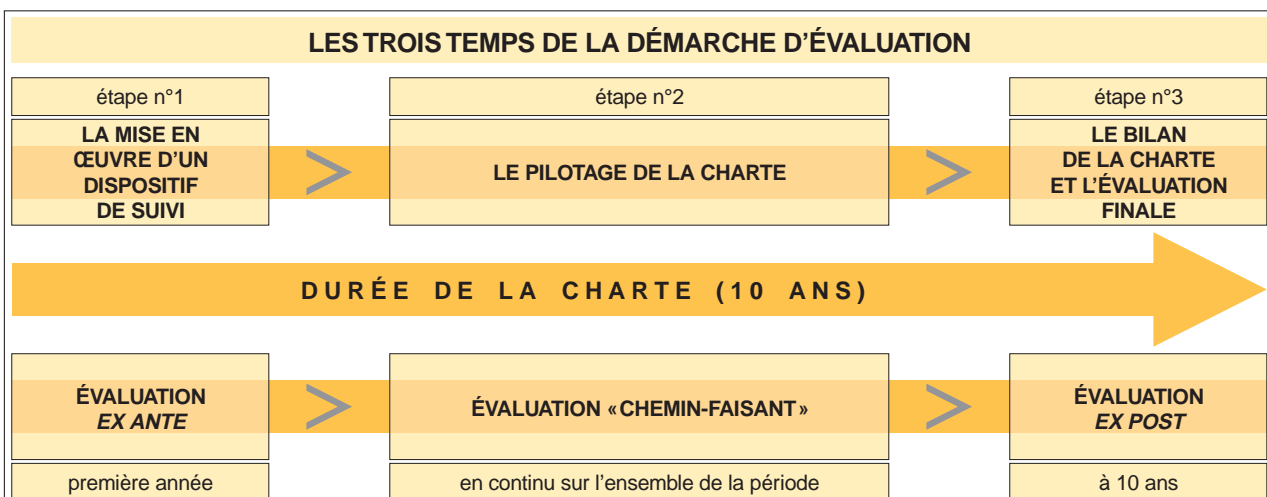 LES TROIS TEMPS DE LA DÉMARCHE D'ÉVALUATION
étape n°1
étape n°2
étape n°3
LA MISE EN
ŒUVRE D'UN
DISPOSITIF
DE SUIVI
>
LE PILOTAGE DE LA CHARTE
>
LE BILAN
DE LA CHARTE
ET L'ÉVALUATION
FINALE
DURÉE DE LA CHARTE (10 ANS)
ÉVALUATION
EX ANTE
>
ÉVALUATION «CHEMIN-FAISANT»
>
ÉVALUATION
EX POST
première année
en continu sur l'ensemble de la période
à 10 ans